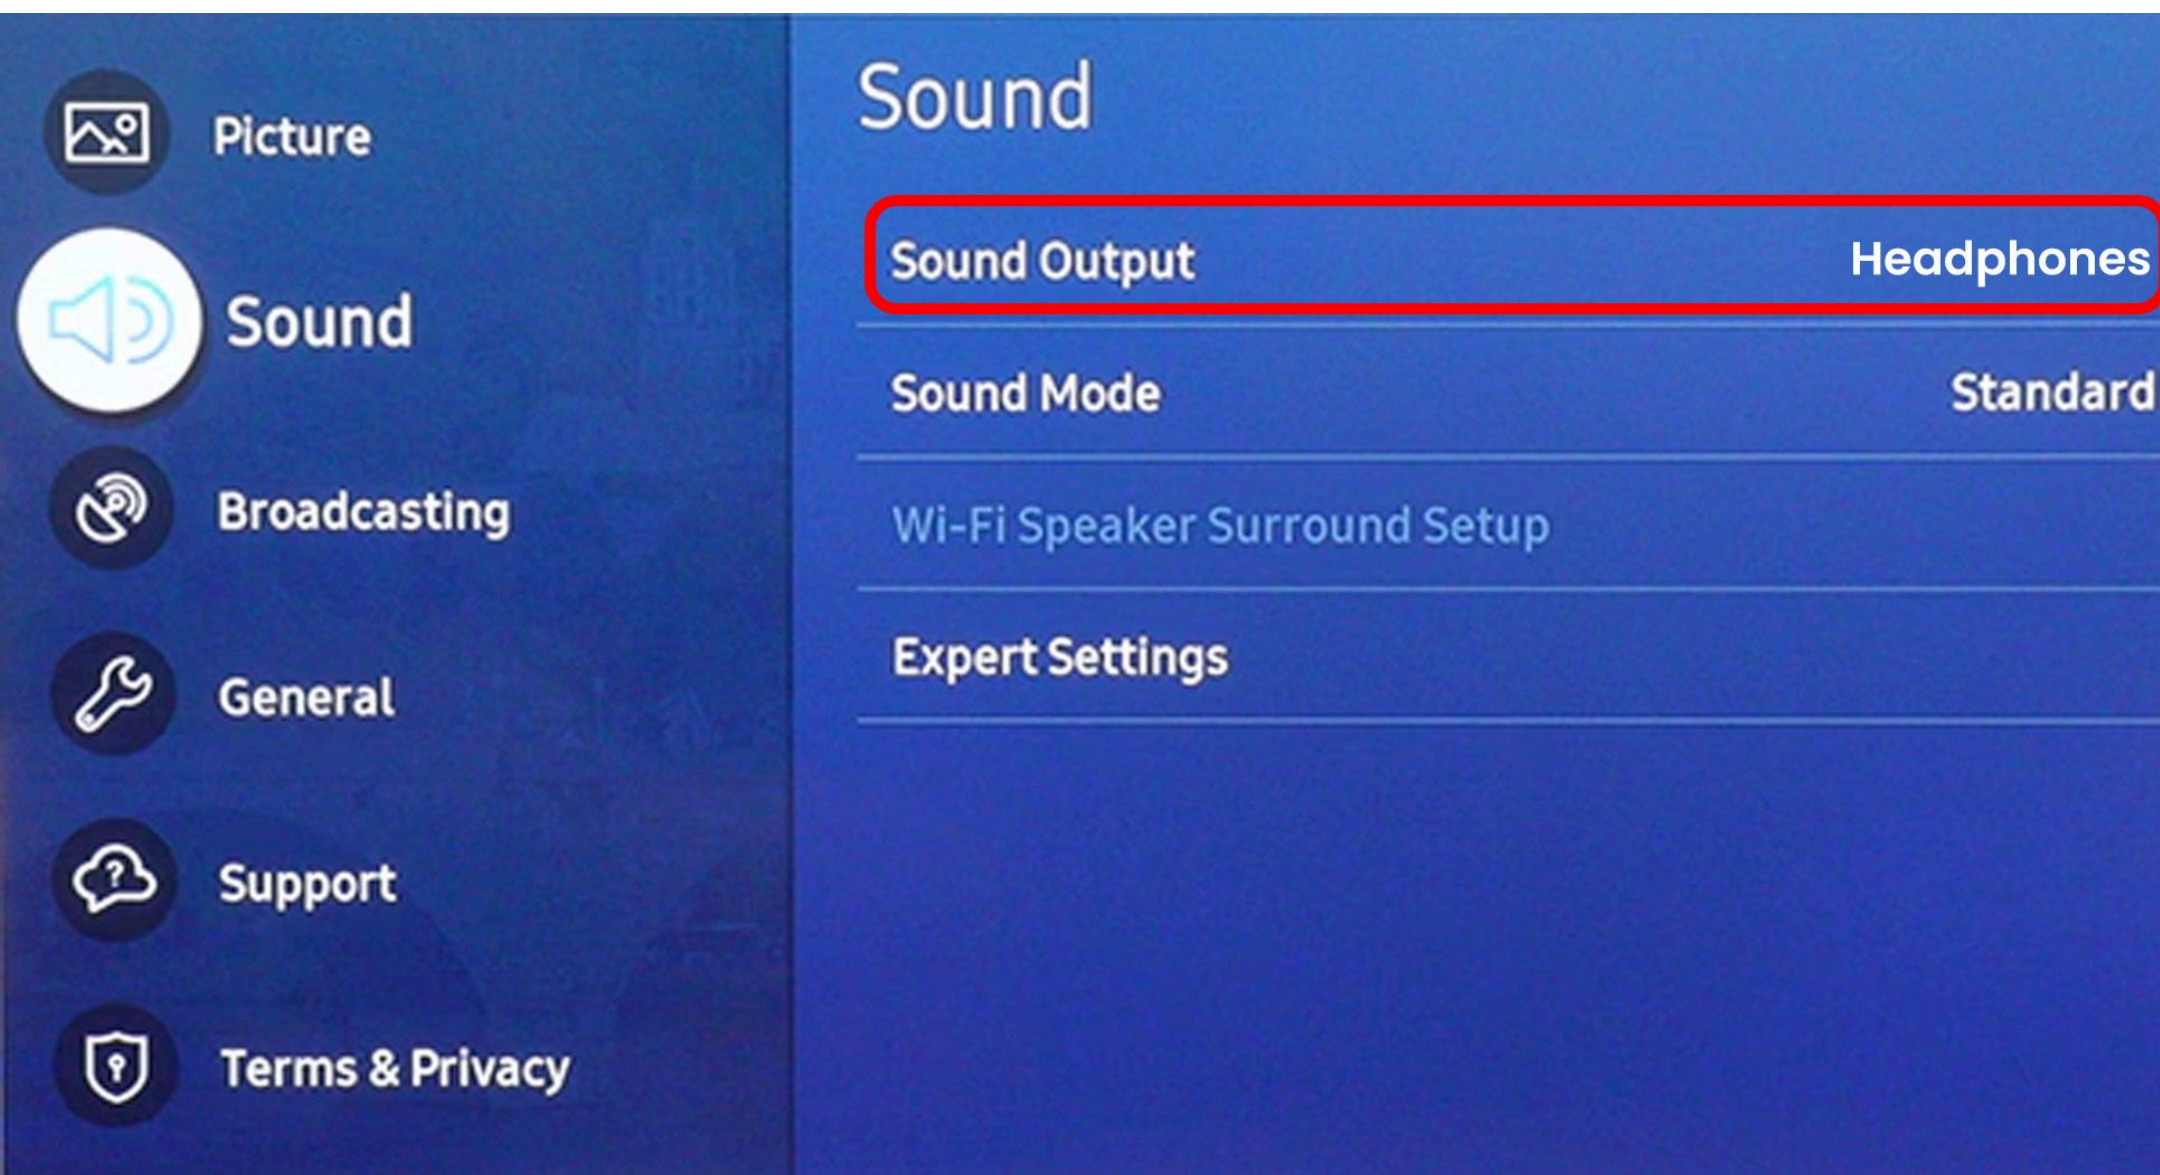 Picture
Sound
Broadcasting
General
Support
Terms & Privacy
Sound
Sound Output Headphones
Sound Mode Standard
Wi-Fi Speaker Surround Setup
Expert Settings